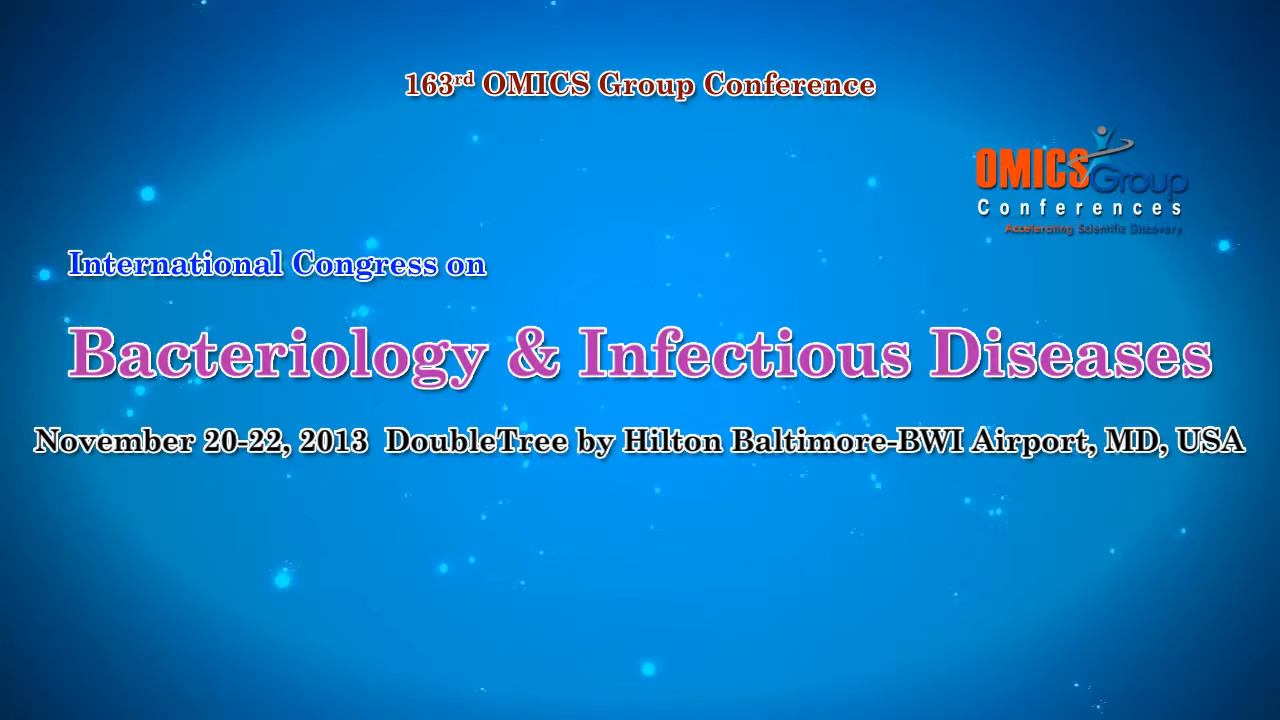 163rd OMICS Group Conference
OMICS Group
Conferences
Accelerating Scientific Discovery
International Congress on
Bacteriology & Infectious Diseases
November 20-22, 2013 DoubleTree by Hilton Baltimore-BWI Airport, MD, USA